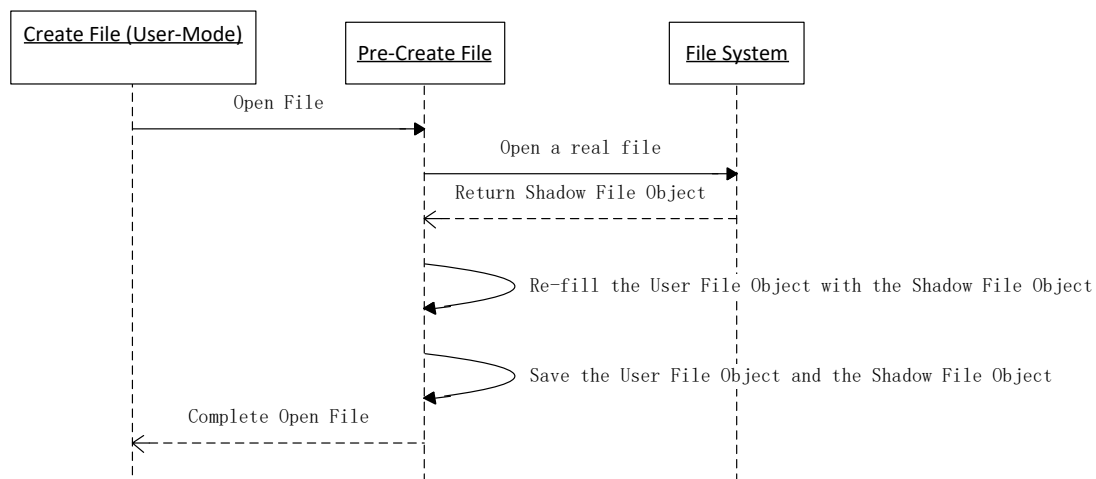 Create File (User-Mode)
Pre-Create File
File System
Open File
Open a real file
Return Shadow File Object
Re-fill the User File Object with the Shadow File Object
Save the User File Object and the Shadow File Object
Complete Open File